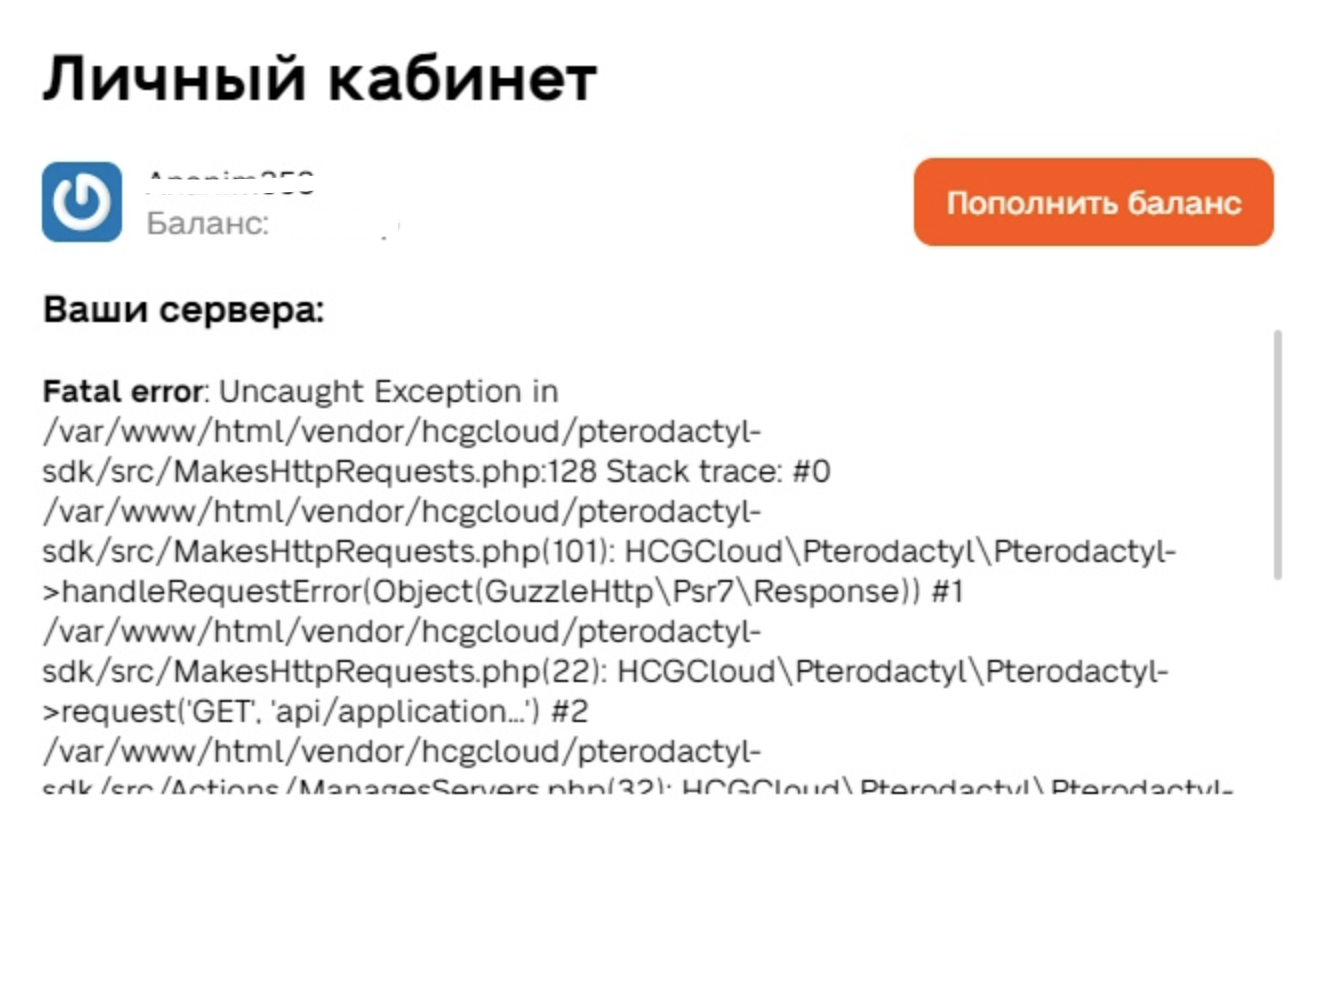 Личный кабинет
Баланс:
Пополнить баланс
Ваши сервера:
Fatal error: Uncaught Exception in
/var/www/html/vendor/hcgcloud/pterodactyl-
sdk/src/MakesHttpRequests.php:128 Stack trace: #0
/var/www/html/vendor/hcgcloud/pterodactyl-
sdk/src/MakesHttpRequests.php(101): HCGCloud\Pterodactyl\Pterodactyl-
>handleRequestError(Object(GuzzleHttp\Psr7\Response)) #1
/var/www/html/vendor/hcgcloud/pterodactyl-
sdk/src/MakesHttpRequests.php(22): HCGCloud\Pterodactyl\Pterodactyl-
>request('GET', 'api/application...') #2
/var/www/html/vendor/hcgcloud/pterodactyl-
sdk/src/Actions/ManagesServers.php(32): HCGCloud\Pterodactyl\Pterodactyl-